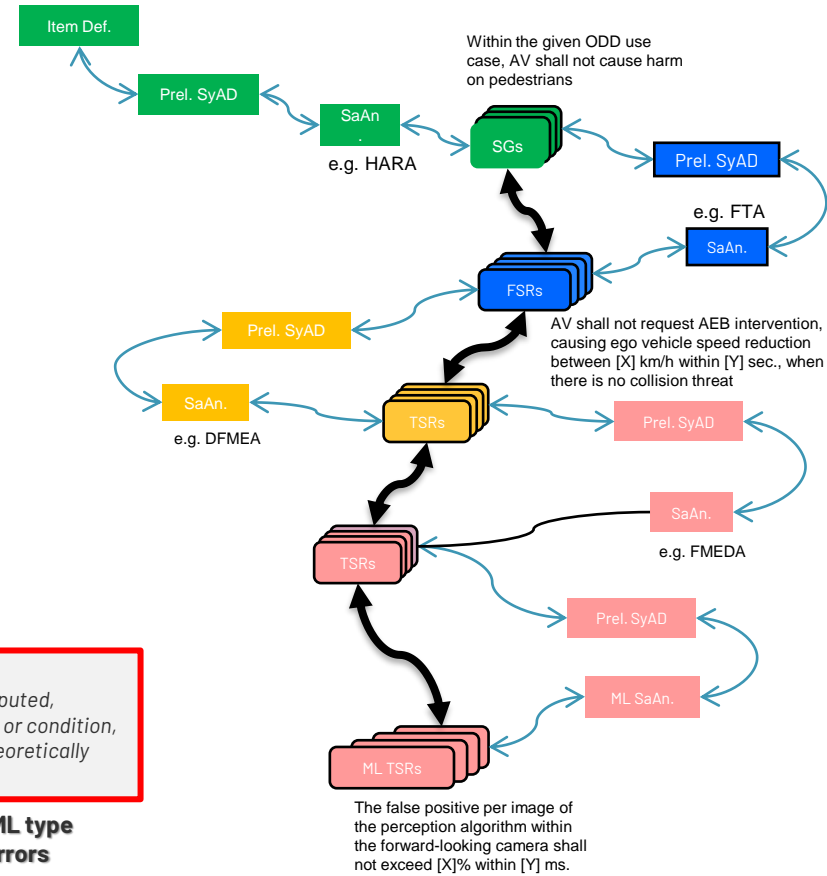 Item Def.
Within the given ODD use
case, AV shall not cause harm
on pedestrians
Prel. SyAD
SaAn
.
e.g. HARA
SGs
Prel. SyAD
e.g. FTA
SaAn.
FSRs
Prel. SyAD
AV shall not request AEB intervention,
causing ego vehicle speed reduction
between [X] km/h within [Y] sec., when
there is no collision threat
SaAn.
e.g. DFMEA
TSRs
Prel. SyAD
SaAn.
e.g. FMEDA
TSRs
Prel. SyAD
puted,
or condition,
eoretically
ML SaAn.
ML TSRs
ML type
rrors
The false positive per image of
the perception algorithm within
the forward-looking camera shall
not exceed [X]% within [Y] ms.